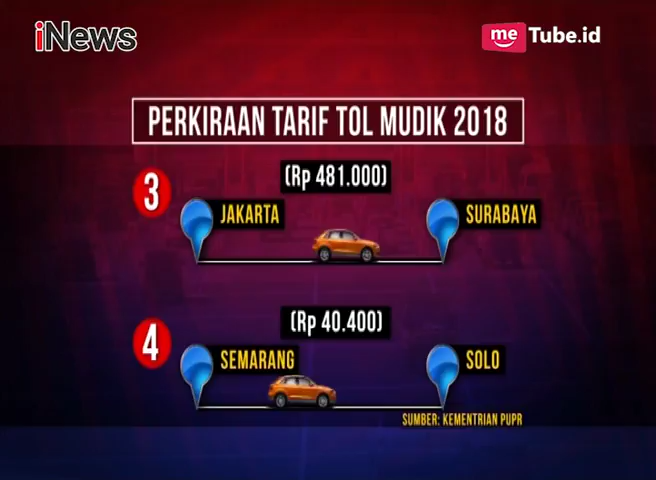 iNews
me Tube.id
PERKIRAAN TARIF TOL MUDIK 2018
3
(Rp 481.000)
JAKARTA
SURABAYA
4
(Rp 40.400)
SEMARANG
SOLO
SUMBER: KEMENTRIAN PUPR